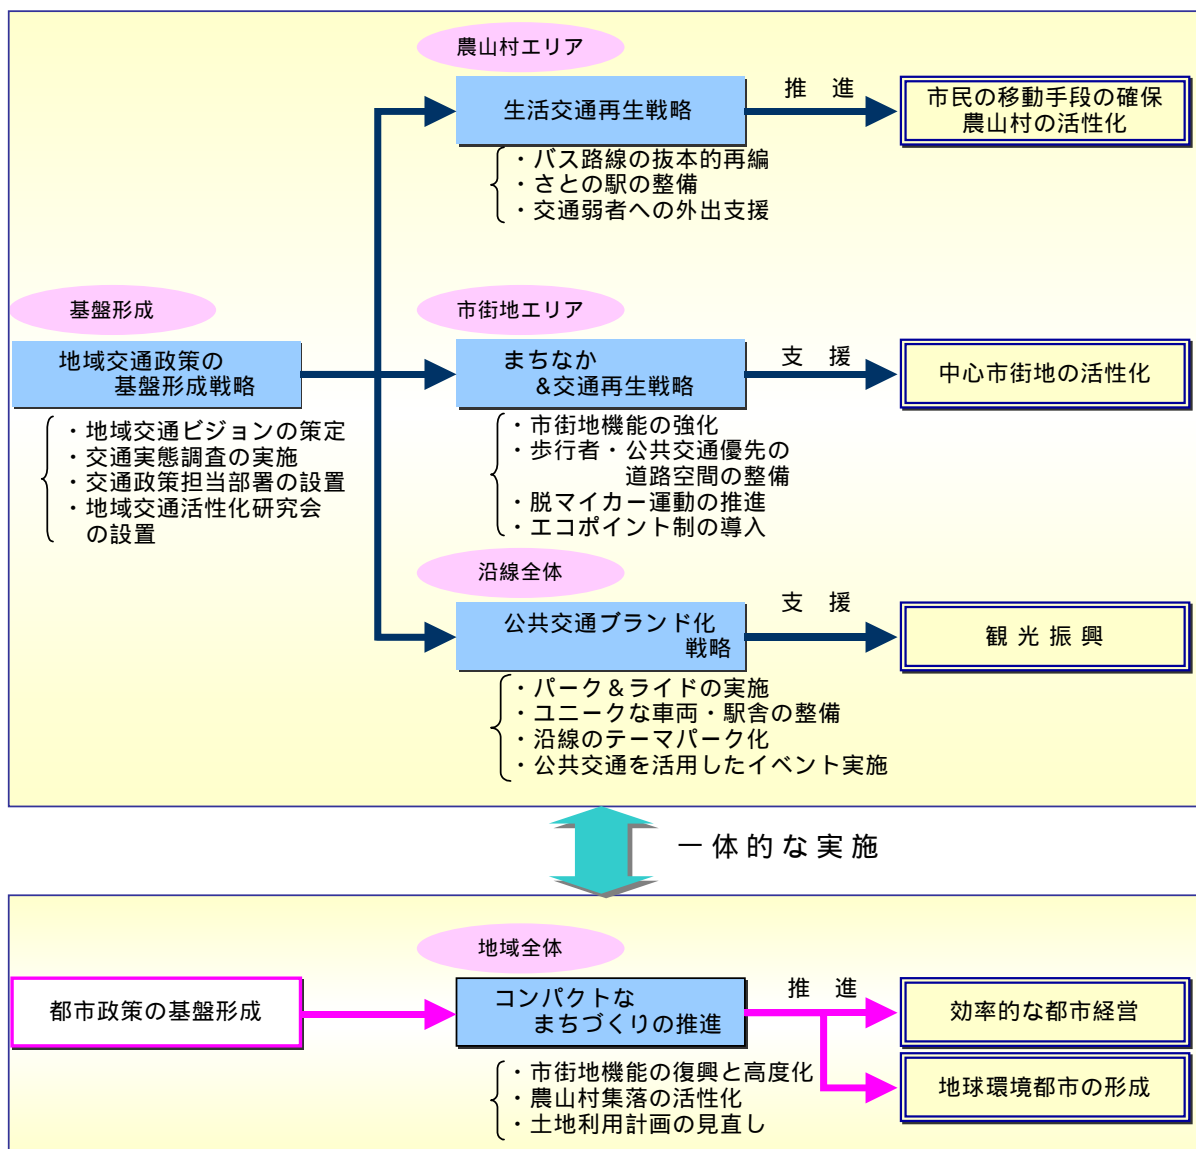 農山村エリア
生活交通再生戦略
推 進
市民の移動手段の確保
農山村の活性化
・バス路線の抜本的再編
・さとの駅の整備
・交通弱者への外出支援
基盤形成
地域交通政策の
基盤形成戦略
・地域交通ビジョンの策定
・交通実態調査の実施
・交通政策担当部署の設置
・地域交通活性化研究会
の設置
市街地エリア
まちなか
&交通再生戦略
支 援
中心市街地の活性化
・市街地機能の強化
・歩行者・公共交通優先の
道路空間の整備
・脱マイカー運動の推進
・エコポイント制の導入
沿線全体
公共交通ブランド化
戦略
支 援
観 光 振 興
・パーク&ライドの実施
・ユニークな車両・駅舎の整備
・沿線のテーマパーク化
・公共交通を活用したイベント実施
一体的な実施
地域全体
都市政策の基盤形成
コンパクトな
まちづくりの推進
推 進
効率的な都市経営
地球環境都市の形成
・市街地機能の復興と高度化
・農山村集落の活性化
・土地利用計画の見直し